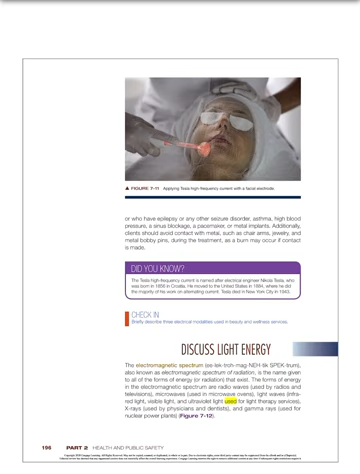 ▲ FIGURE 7-11 Applying Tesla high-frequency current with a facial electrode.
or who have epilepsy or any other seizure disorder, asthma, high blood
pressure, a sinus blockage, a pacemaker, or metal implants. Additionally,
clients should avoid contact with metal, such as chair arms, jewelry, and
metal bobby pins, during the treatment, as a burn may occur if contact
is made.
DID YOU KNOW?
The Tesla high-frequency current is named after electrical engineer Nikola Tesla, who
was born in 1856 in Croatia. He moved to the United States in 1884, where he did
the majority of his work on alternating current. Tesla died in New York City in 1943.
CHECK IN
Briefly describe three electrical modalities used in beauty and wellness services.
DISCUSS LIGHT ENERGY
The electromagnetic spectrum (ee-lek-troh-mag-NEH-tik SPEK-trum),
also known as electromagnetic spectrum of radiation, is the name given
to all of the forms of energy (or radiation) that exist. The forms of energy
in the electromagnetic spectrum are radio waves (used by radios and
televisions), microwaves (used in microwave ovens), light waves (infra-
red light, visible light, and ultraviolet light used for light therapy services),
X-rays (used by physicians and dentists), and gamma rays (used for
nuclear power plants) (Figure 7-12).
196 PART 2 HEALTH AND PUBLIC SAFETY